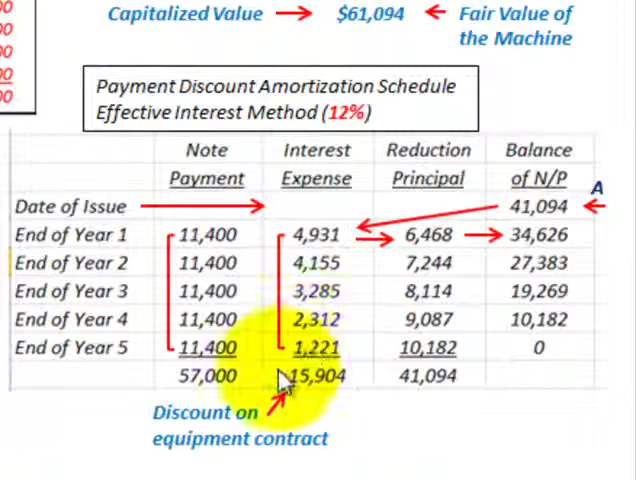 00
00
00
00
00
Capitalized Value $61,094 Fair Value of
the Machine
Payment Discount Amortization Schedule
Effective Interest Method (12%)
Note Interest Reduction Balance
Payment Expense Principal of N/P
A
Date of Issue 41,094
End of Year 1 11,400 4,931 6,468 34,626
End of Year 2 11,400 4,155 7,244 27,383
End of Year 3 11,400 3,285 8,114 19,269
End of Year 4 11,400 2,312 9,087 10,182
End of Year 5 11,400 1,221 10,182 0
57,000 15,904 41,094
Discount on
equipment contract